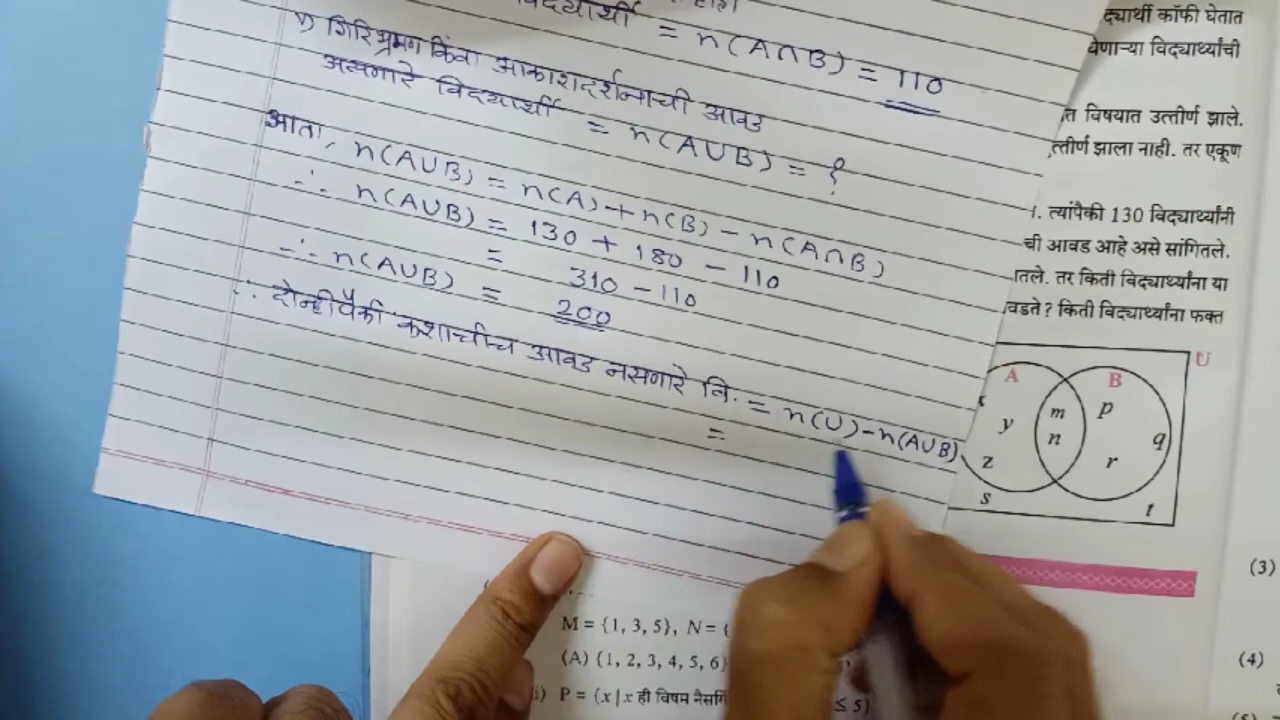 विद्यार्थी = n(A∩B) = 110
गिरिभ्रमण किंवा आकाशदर्शनाची आवड
असणारे विद्यार्थी = n(A∪B) = ?
आता, n(A∪B) = n(A) + n(B) - n(A∩B)
∴ n(A∪B) = 130 + 180 - 110
= 310 - 110
∴ n(A∪B) = 200
∴ दोन्हीपैकी कशाचीच आवड नसणारे वि. = n(U) - n(A∪B)
=
द्यार्थी कॉफी घेतात
घेणाऱ्या विद्यार्थ्यांची
त विषयात उत्तीर्ण झाले.
त्तीर्ण झाला नाही. तर एकूण
. त्यांपैकी 130 विद्यार्थ्यांनी
ची आवड आहे असे सांगितले.
तले. तर किती विद्यार्थ्यांना या
वडते? किती विद्यार्थ्यांना फक्त
U
A B
y m n p q
z r
s t
(3)
M = {1, 3, 5}, N = {
(A) {1, 2, 3, 4, 5, 6}
(4)
i) P = {x | x ही विषम नैसर्गि ≤ 5}